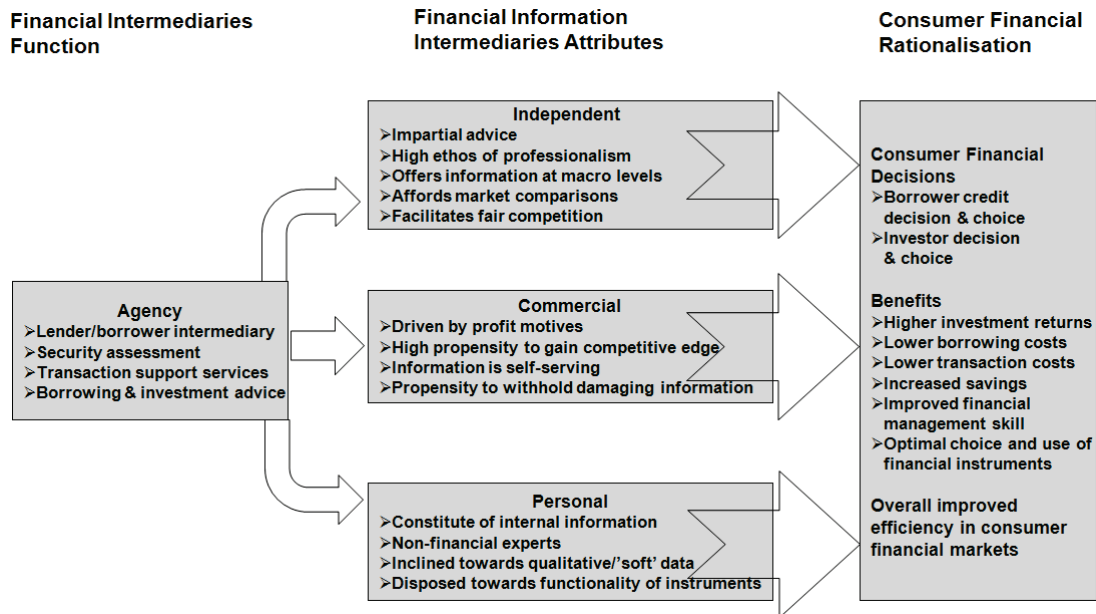 Financial Intermediaries
Function
Financial Information
Intermediaries Attributes
Consumer Financial
Rationalisation
Agency
➢Lender/borrower intermediary
➢Security assessment
➢Transaction support services
➢Borrowing & investment advice
Independent
➢Impartial advice
➢High ethos of professionalism
➢Offers information at macro levels
➢Affords market comparisons
➢Facilitates fair competition
Commercial
➢Driven by profit motives
➢High propensity to gain competitive edge
➢Information is self-serving
➢Propensity to withhold damaging information
Personal
➢Constitute of internal information
➢Non-financial experts
➢Inclined towards qualitative/’soft’ data
➢Disposed towards functionality of instruments
Consumer Financial
Decisions
➢Borrower credit
decision & choice
➢Investor decision
& choice
Benefits
➢Higher investment returns
➢Lower borrowing costs
➢Lower transaction costs
➢Increased savings
➢Improved financial
management skill
➢Optimal choice and use of
financial instruments
Overall improved
efficiency in consumer
financial markets